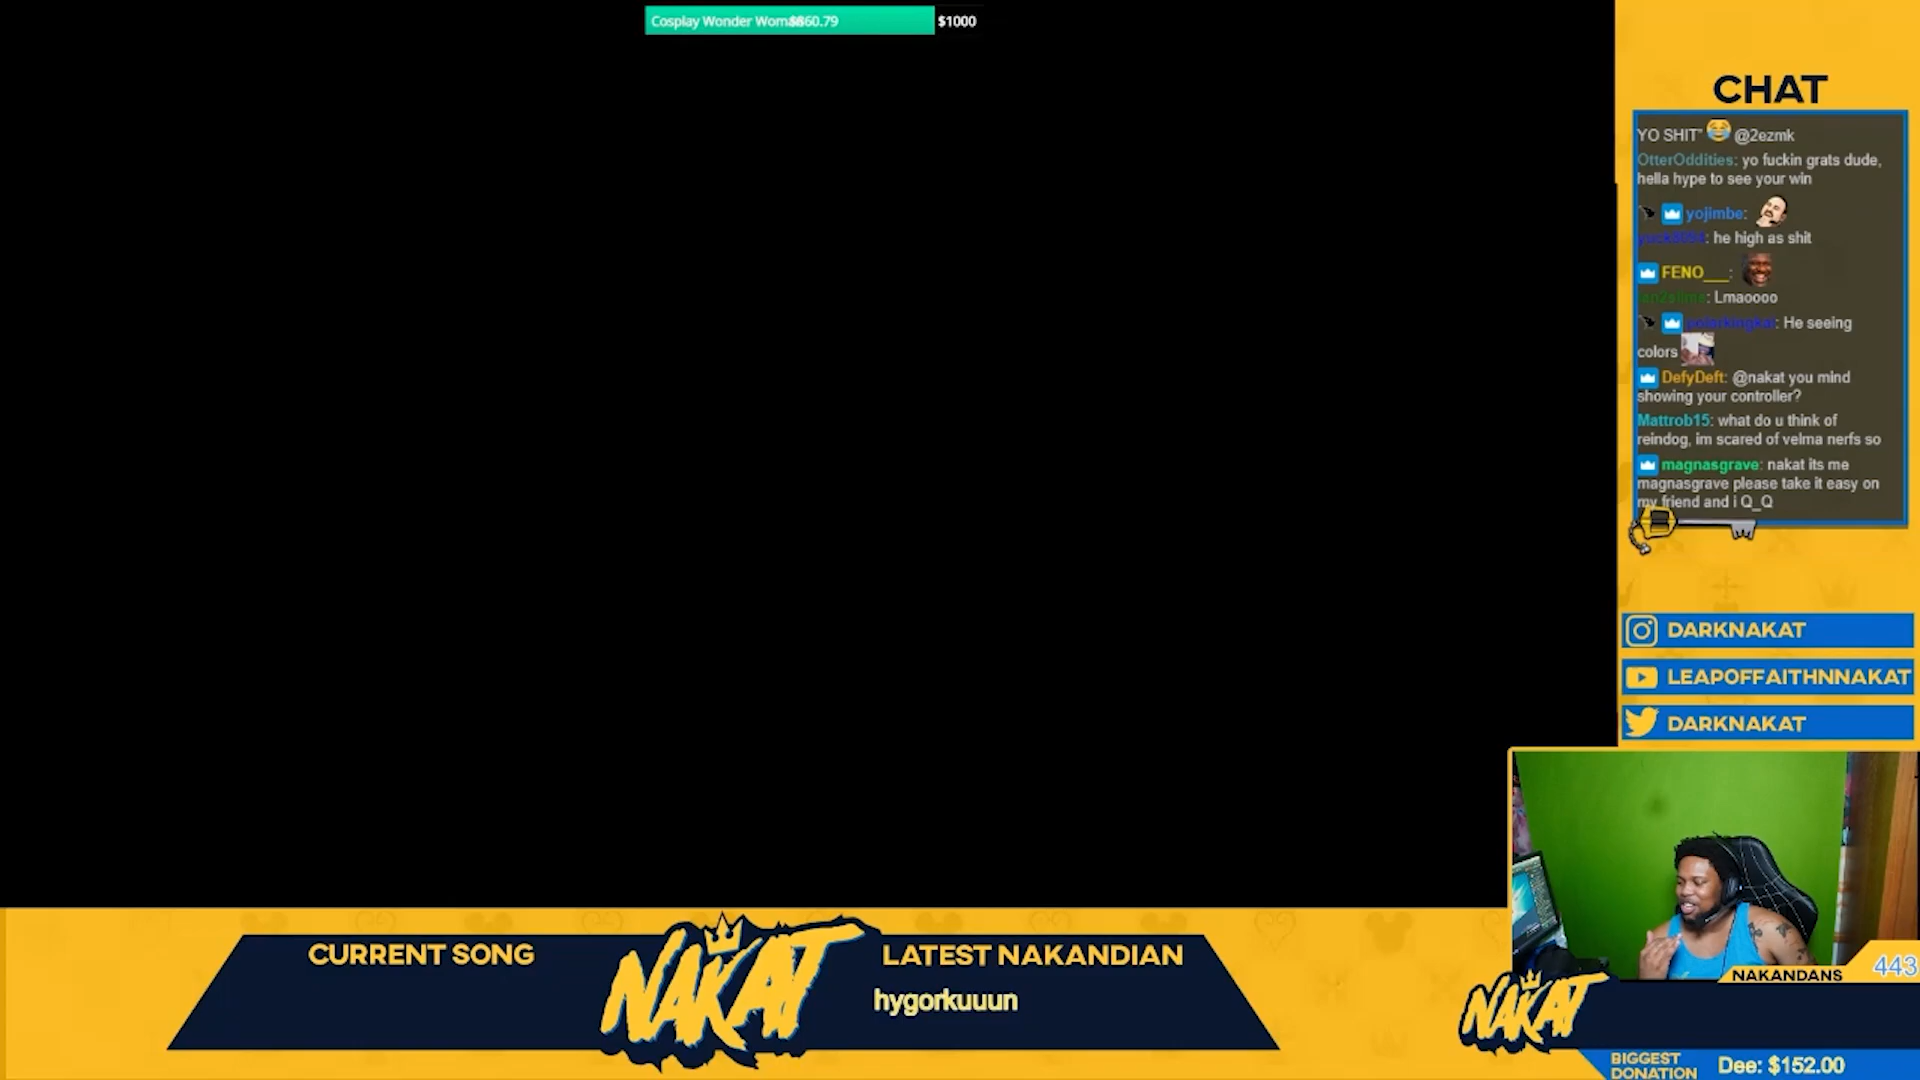 Cosplay Wonder Woman
$1000
CHAT
YO SHIT" 😂 @2ezmk
OtterOddities: yo fuckin grats dude,
hella hype to see your win
yojimbe:
: he high as shit
FENO___:
: Lmaoooo
: He seeing
colors
DefyDeft: @nakat you mind
showing your controller?
Mattrob15: what do u think of
reindog, im scared of velma nerfs so
magnasgrave: nakat its me
magnasgrave please take it easy on
my friend and i Q_Q
DARKNAKAT
LEAPOFFAITHNNAKAT
DARKNAKAT
CURRENT SONG
NAKAT
LATEST NAKANDIAN
hygorkuuun
NAKANDANS
443
NAKAT
BIGGEST
DONATION
Dee: $152.00